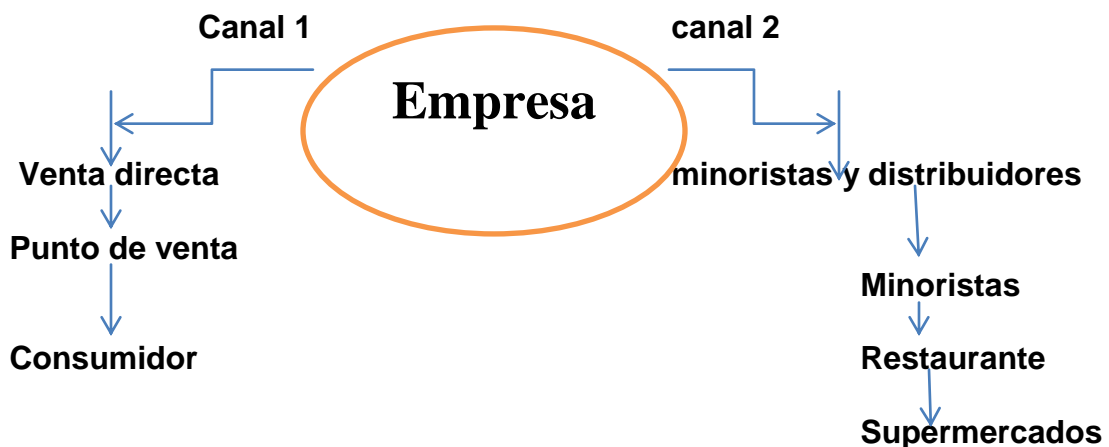 Canal 1
canal 2
Empresa
Venta directa
minoristas y distribuidores
Punto de venta
Minoristas
Consumidor
Restaurante
Supermercados